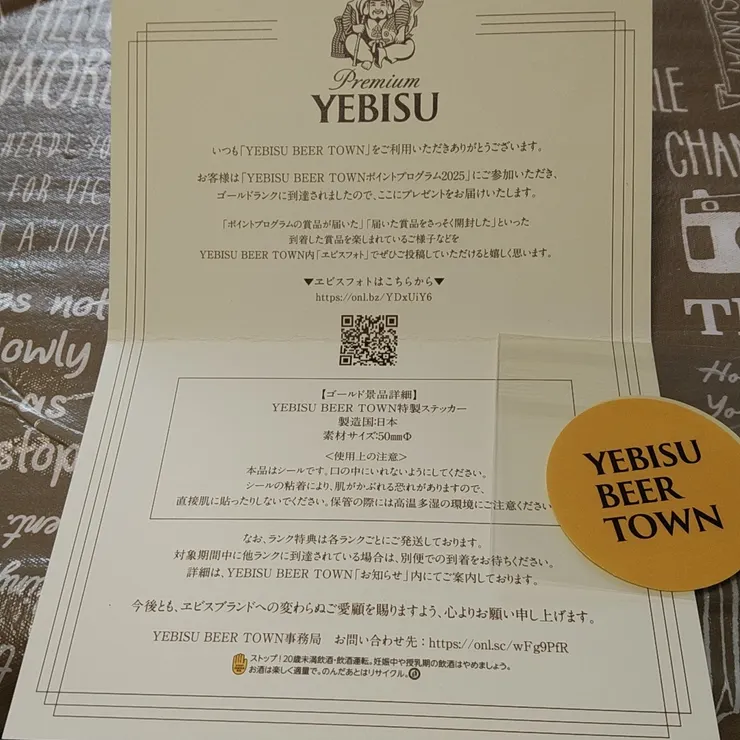 Premium
YEBISU
いつも「YEBISU BEER TOWN」をご利用いただきありがとうございます。
お客様は「YEBISU BEER TOWNポイントプログラム2025」にご参加いただき、
ゴールドランクに到達されましたので、ここにプレゼントをお届けいたします。
「ポイントプログラムの賞品が届いた」「届いた賞品をさっそく開封した」といった
到着した賞品を楽しまれているご様子などを
YEBISU BEER TOWN内「ヱビスフォト」でぜひご投稿していただけると嬉しく思います。
▼ヱビスフォトはこちらから▼
https://onl.bz/YDxUiY6
【ゴールド景品詳細】
YEBISU BEER TOWN特製ステッカー
製造国:日本
素材サイズ:50mmΦ
<使用上の注意>
本品はシールです。口の中にいれないようにしてください。
シールの粘着により、肌がかぶれる恐れがありますので、
直接肌に貼ったりしないでください。保管の際には高温多湿の環境にご注意ください
なお、ランク特典は各ランクごとにご発送しております。
対象期間中に他ランクに到達されている場合は、別便での到着をお待ちください。
詳細は、YEBISU BEER TOWN「お知らせ」内にてご案内しております。
今後とも、ヱビスブランドへの変わらぬご愛顧を賜りますよう、心よりお願い申し上げます。
YEBISU BEER TOWN事務局 お問い合わせ先：https://onl.sc/wFg9PfR
ストップ！20歳未満飲酒・飲酒運転。妊娠中や授乳期の飲酒はやめましょう。
お酒は楽しく適量で。のんだあとはリサイクル。
YEBISU
BEER
TOWN
WOR
FOR VIE
A JOYF
as not
lowly
as
stop
SUNDAY
CHAN